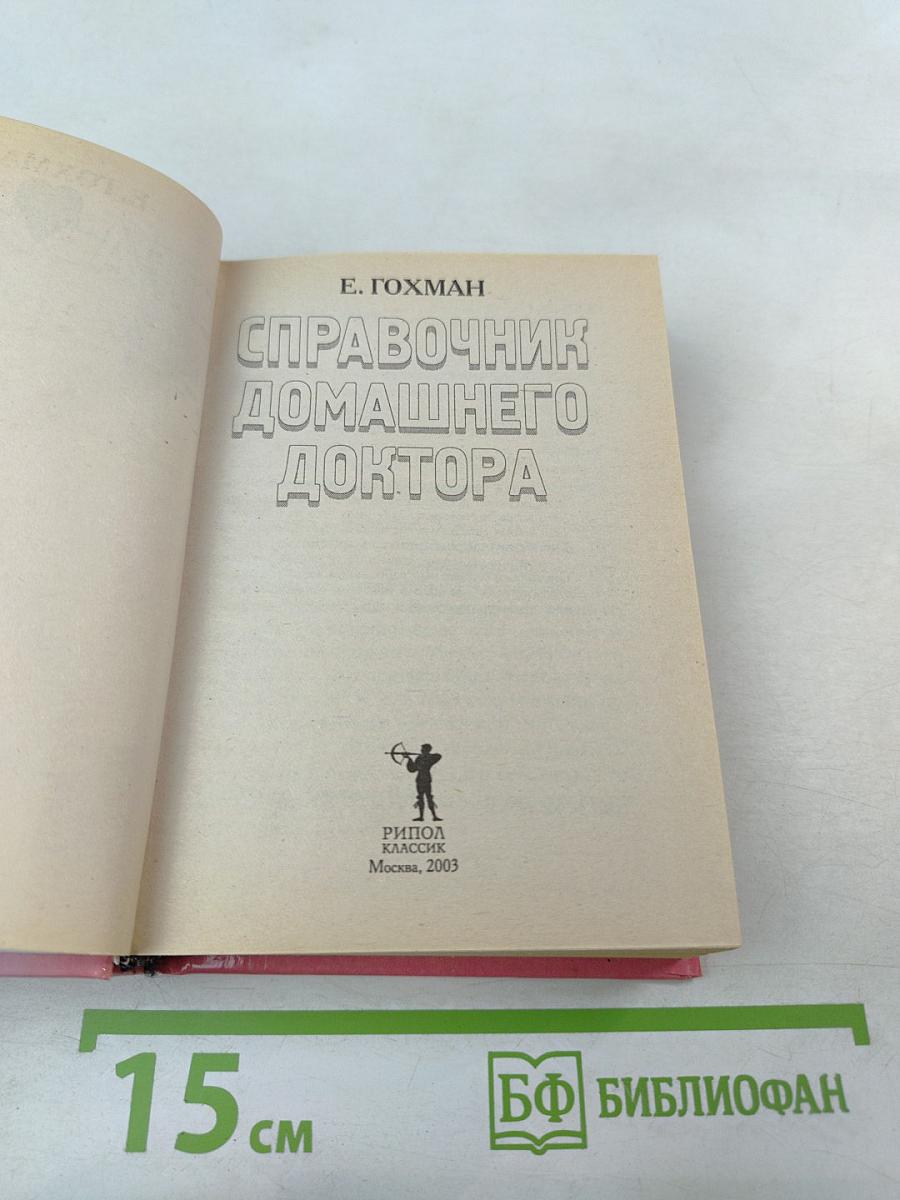 Е. ГОХМАН
СПРАВОЧНИК
ДОМАШНЕГО
ДОКТОРА
РИПОЛ
КЛАССИК
Москва, 2003
15 см
БФ БИБЛИОФАН